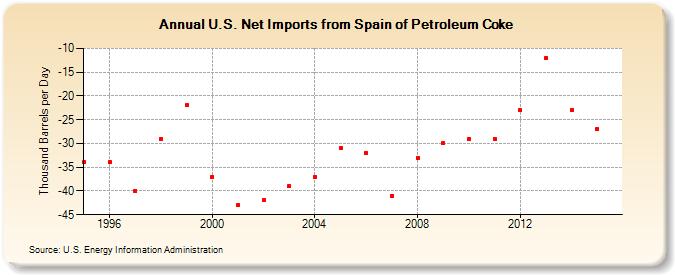 Annual U.S. Net Imports from Spain of Petroleum Coke
Thousand Barrels per Day
-10
-15
-20
-25
-30
-35
-40
-45
1996 2000 2004 2008 2012
Source: U.S. Energy Information Administration